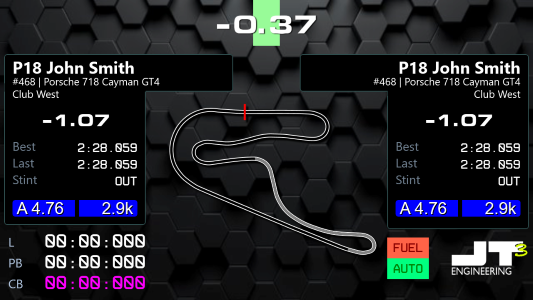 -0.37
P18 John Smith
#468 | Porsche 718 Cayman GT4
Club West
-1.07
Best 2:28.059
Last 2:28.059
Stint OUT
A 4.76 2.9k
P18 John Smith
#468 | Porsche 718 Cayman GT4
Club West
-1.07
Best 2:28.059
Last 2:28.059
Stint OUT
A 4.76 2.9k
L 00:00:000
PB 00:00:000
CB 00:00:000
FUEL
AUTO
JT3
ENGINEERING